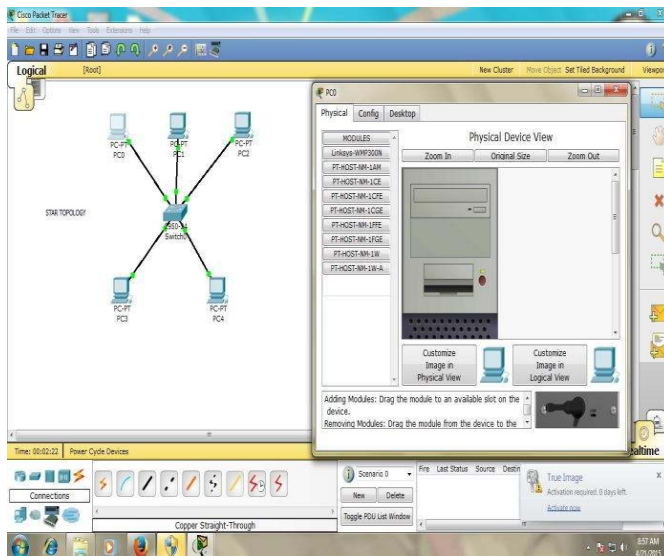 Cisco Packet Tracer
File Edit Options View Tools Extensions Help
Logical [Root] New Cluster Move Object Set Tiled Background Viewport
PC-PT
PC0
PC-PT
PC1
PC-PT
PC2
STAR TOPOLOGY
Switch0
PC-PT
PC3
PC-PT
PC4
PC0
Physical Config Desktop
MODULES
Linksys-WMP300N
PT-HOST-NM-1AM
PT-HOST-NM-1CE
PT-HOST-NM-1CFE
PT-HOST-NM-1CGE
PT-HOST-NM-1FFE
PT-HOST-NM-1FGE
PT-HOST-NM-1W
PT-HOST-NM-1W-A
Physical Device View
Zoom In Original Size Zoom Out
Customize
Image in
Physical View
Customize
Image in
Logical View
Adding Modules: Drag the module to an available slot on the
device.
Removing Modules: Drag the module from the device to the
Time: 00:02:22 Power Cycle Devices
ealtime
Connections
Copper Straight-Through
Scenario 0
New Delete
Toggle PDU List Window
Fire Last Status Source Destin
True Image
Activation required. 0 days left.
Activate now
8:57 AM